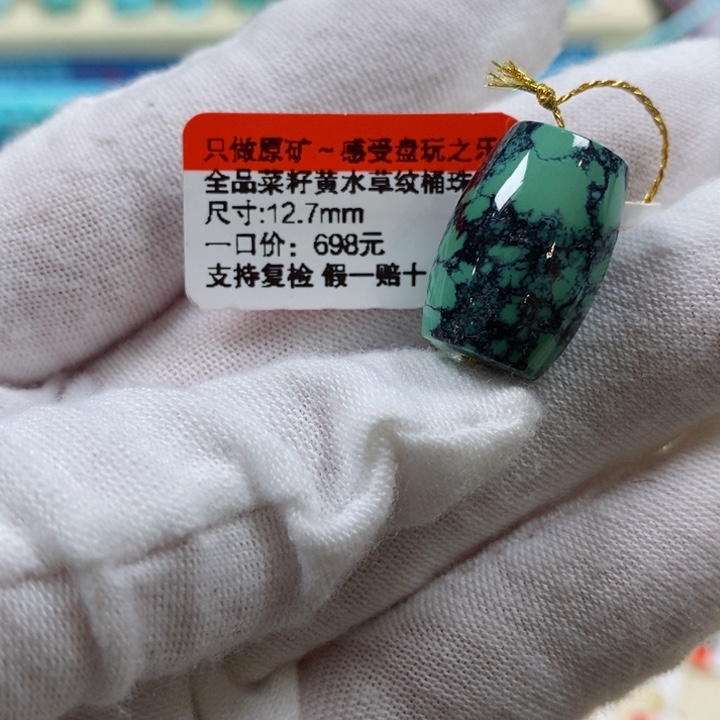 只做原矿~感受盘玩之乐
全品菜籽黄水草纹桶珠
尺寸:12.7mm
一口价：698元
支持复检 假一赔十